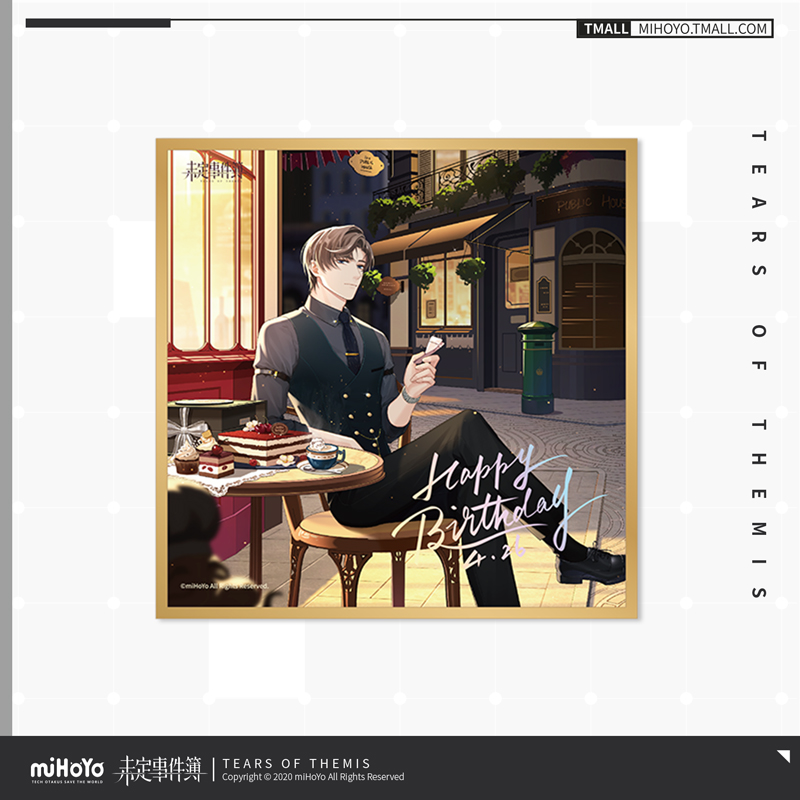 TMALL MIHOYO.TMALL.COM
TEARS OF THEMIS
未定事件簿
PUBLIC HOUS
Happy
Birthday
4.26
©miHoYo All Rights Reserved.
miHoYo
TECH OTAKUS SAVE THE WORLD
未定事件簿
TEARS OF THEMIS
Copyright © 2020 miHoYo All Rights Reserved